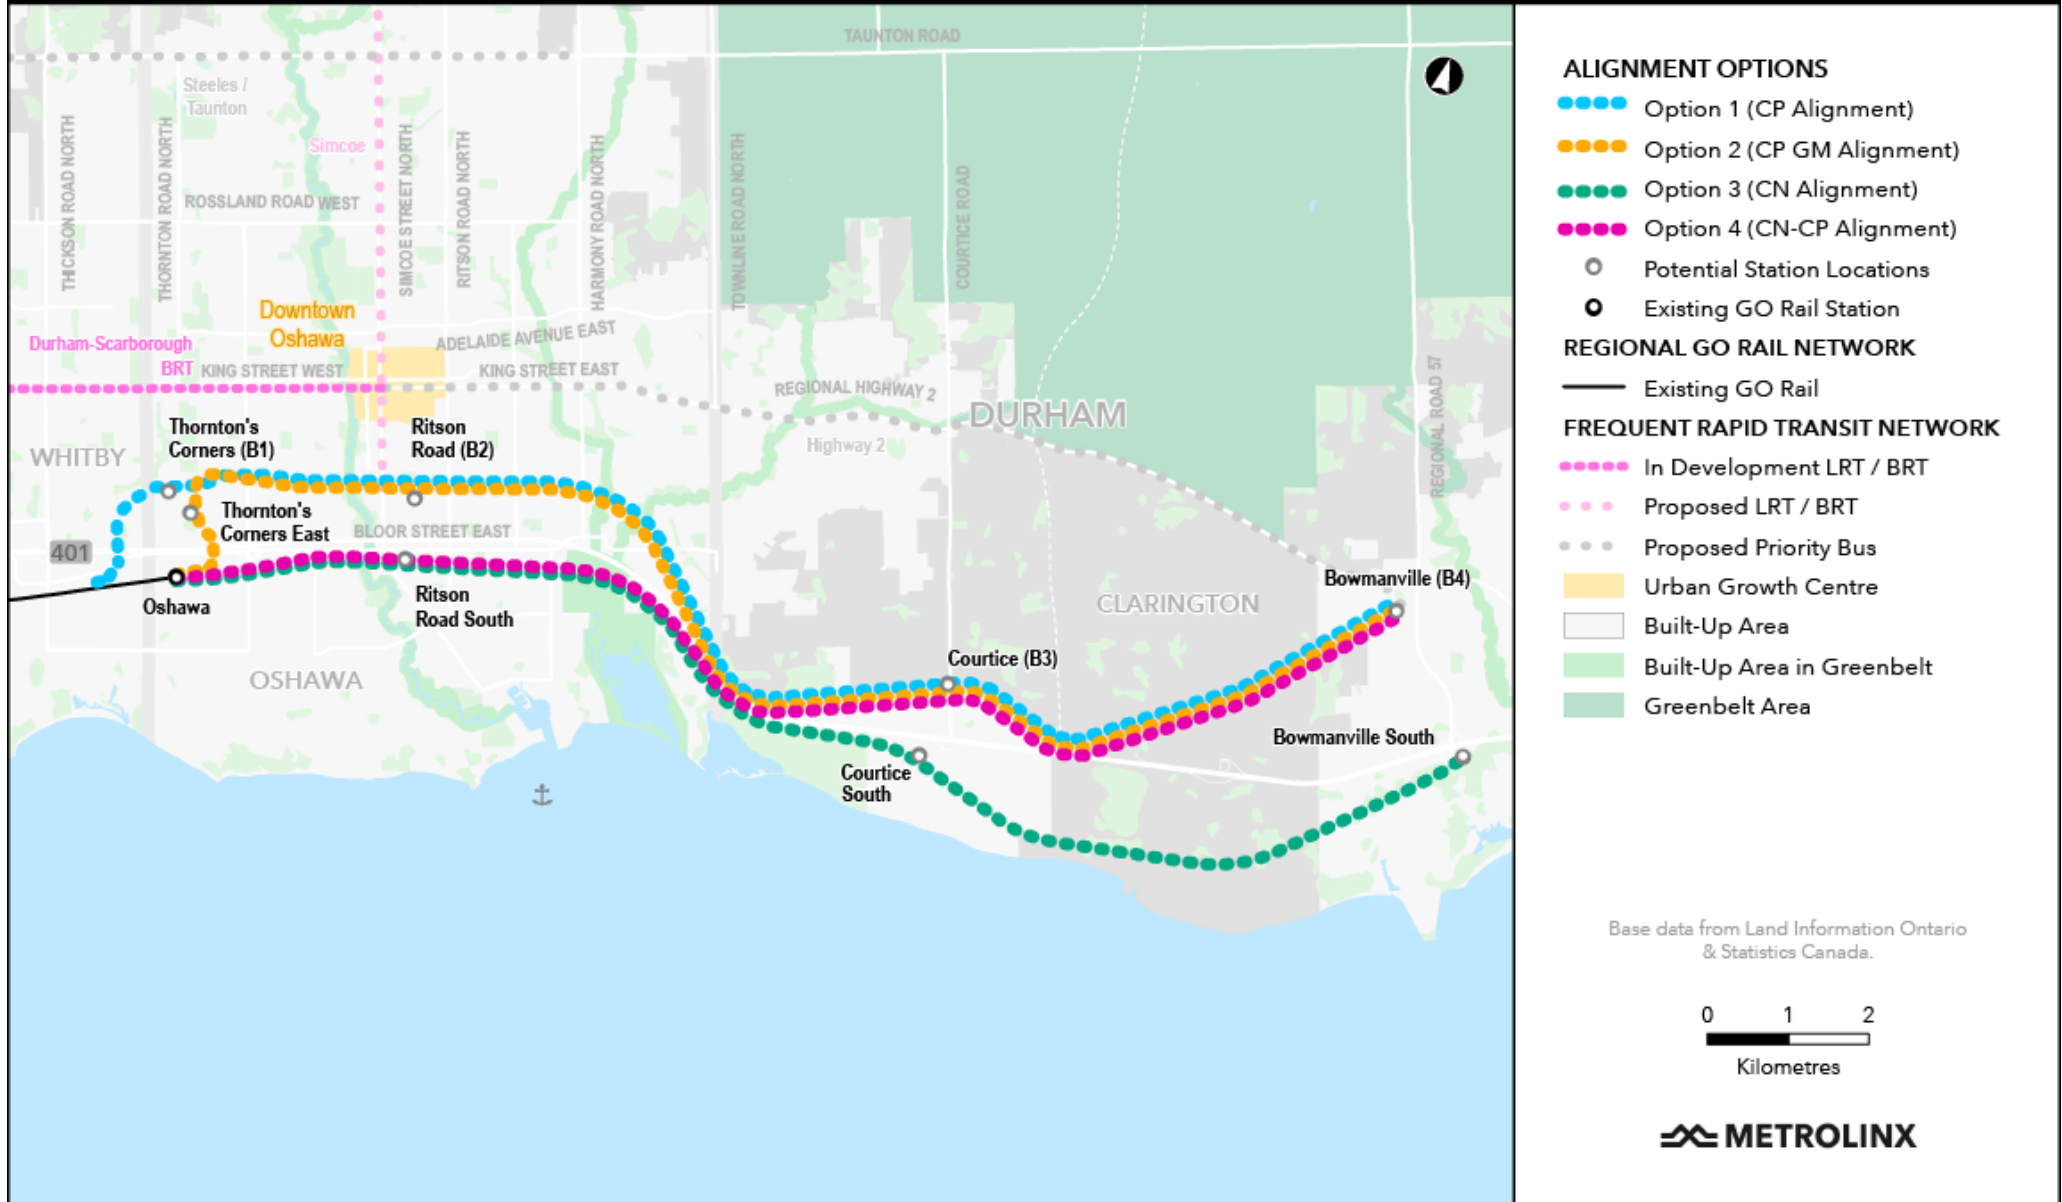 TAUNTON ROAD
Steeles /
Taunton
THICKSON ROAD NORTH
THORNTON ROAD NORTH
Simcoe
SIMCOE STREET NORTH
RITSON ROAD NORTH
HARMONY ROAD NORTH
TOWNLINE ROAD NORTH
COURTICE ROAD
ROSSLAND ROAD WEST
Downtown
Oshawa
Durham-Scarborough
BRT
KING STREET WEST
ADELAIDE AVENUE EAST
KING STREET EAST
REGIONAL HIGHWAY 2
REGIONAL ROAD 57
DURHAM
Highway 2
WHITBY
Thornton's
Corners (B1)
Ritson
Road (B2)
Thornton's
Corners East
BLOOR STREET EAST
401
Oshawa
Ritson
Road South
OSHAWA
Bowmanville (B4)
CLARINGTON
Courtice (B3)
Bowmanville South
Courtice
South
ALIGNMENT OPTIONS
Option 1 (CP Alignment)
Option 2 (CP GM Alignment)
Option 3 (CN Alignment)
Option 4 (CN-CP Alignment)
Potential Station Locations
Existing GO Rail Station
REGIONAL GO RAIL NETWORK
Existing GO Rail
FREQUENT RAPID TRANSIT NETWORK
In Development LRT / BRT
Proposed LRT / BRT
Proposed Priority Bus
Urban Growth Centre
Built-Up Area
Built-Up Area in Greenbelt
Greenbelt Area
Base data from Land Information Ontario
& Statistics Canada.
0 1 2
Kilometres
METROLINX